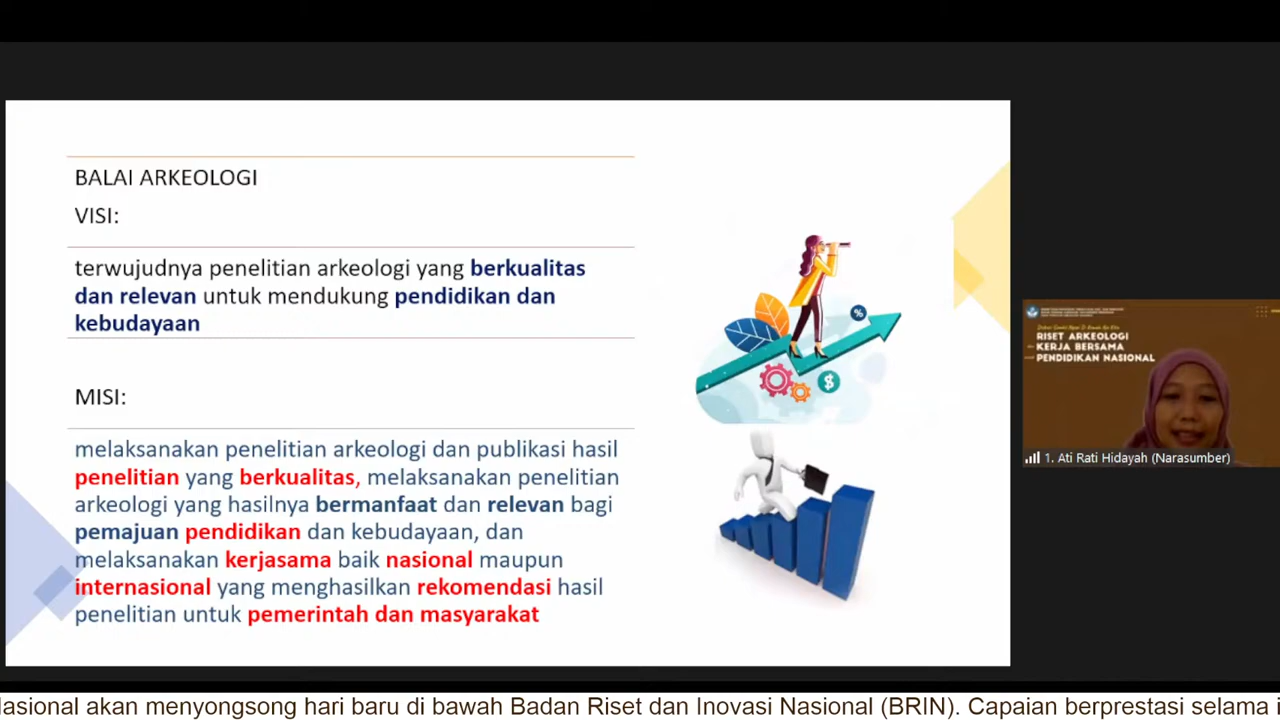 BALAI ARKEOLOGI
VISI:
terwujudnya penelitian arkeologi yang berkualitas
dan relevan untuk mendukung pendidikan dan
kebudayaan
MISI:
melaksanakan penelitian arkeologi dan publikasi hasil
penelitian yang berkualitas, melaksanakan penelitian
arkeologi yang hasilnya bermanfaat dan relevan bagi
pemajuan pendidikan dan kebudayaan, dan
melaksanakan kerjasama baik nasional maupun
internasional yang menghasilkan rekomendasi hasil
penelitian untuk pemerintah dan masyarakat
%
$
RISET ARKEOLOGI
KERJA BERSAMA
PENDIDIKAN NASIONAL
1. Ati Rati Hidayah (Narasumber)
asional akan menyongsong hari baru di bawah Badan Riset dan Inovasi Nasional (BRIN). Capaian berprestasi selama i